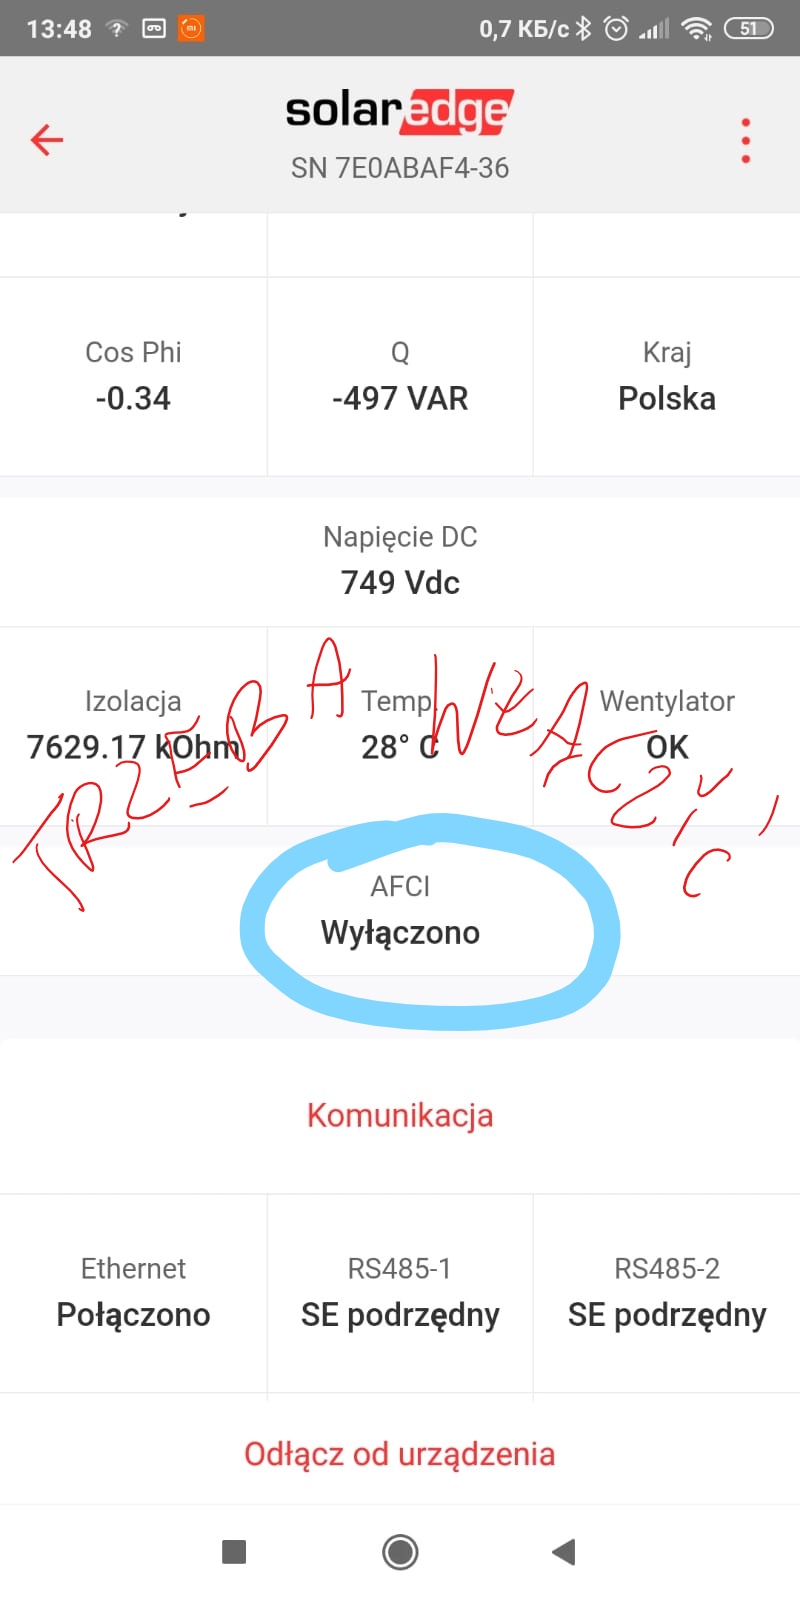 13:48 ? mi 0,7 КБ/с 51
solaredge
SN 7E0ABAF4-36
Cos Phi Q Kraj
-0.34 -497 VAR Polska
Napięcie DC
749 Vdc
Izolacja Temp. Wentylator
7629.17 kOhm 28° C OK
TRZEBA WŁĄCZYĆ
AFCI
Wyłączono
Komunikacja
Ethernet RS485-1 RS485-2
Połączono SE podrzędny SE podrzędny
Odłącz od urządzenia